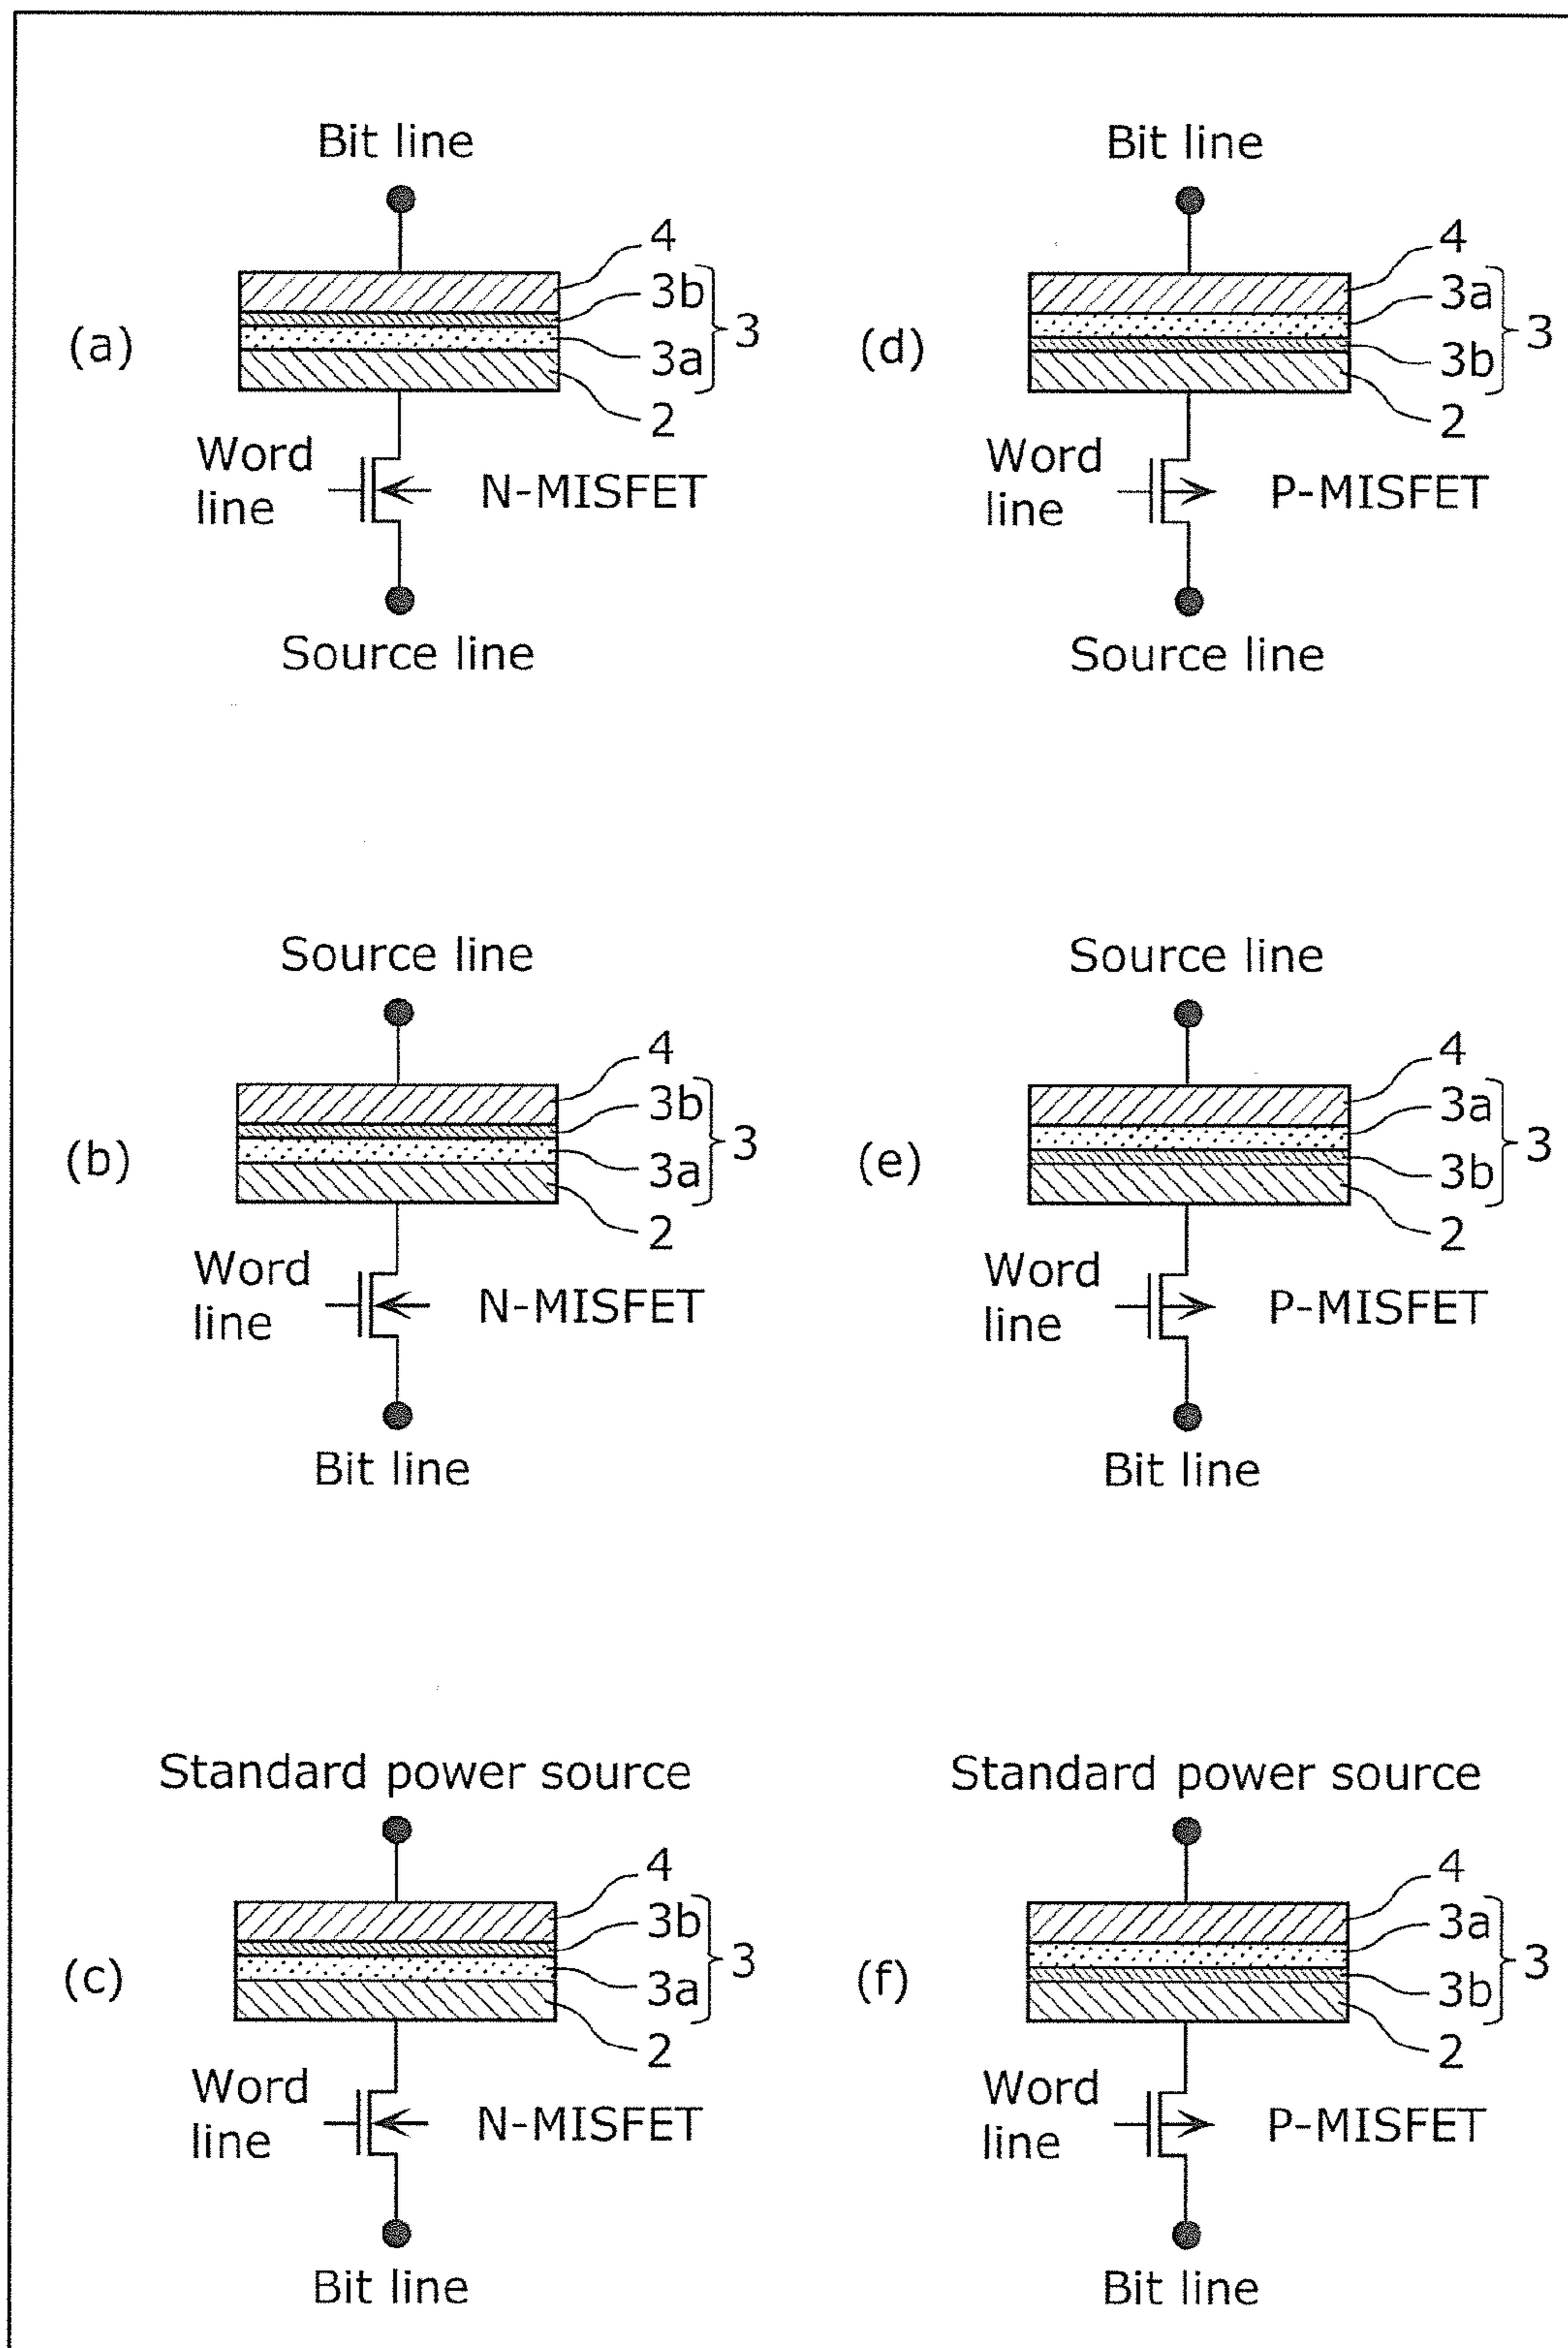 Bit line
4
3b
3a
3
2
(a)
Word
line
N-MISFET
Source line
Bit line
4
3a
3b
3
2
(d)
Word
line
P-MISFET
Source line
Source line
4
3b
3a
3
2
(b)
Word
line
N-MISFET
Bit line
Source line
4
3a
3b
3
2
(e)
Word
line
P-MISFET
Bit line
Standard power source
4
3b
3a
3
2
(c)
Word
line
N-MISFET
Bit line
Standard power source
4
3a
3b
3
2
(f)
Word
line
P-MISFET
Bit line